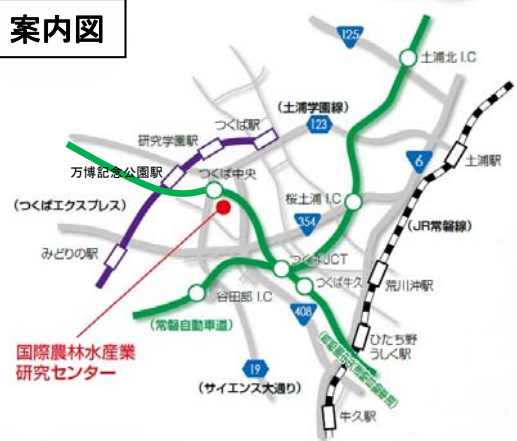 案内図
125
土浦北I.C
(土浦学園線)
123
つくば駅
研究学園駅
6
土浦駅
万博記念公園駅
つくば中央
桜土浦I.C
(つくばエクスプレス)
354
(JR常磐線)
みどりの駅
つくばJCT
つくば牛久
荒川沖駅
谷田部I.C
408
(常磐自動車道)
ひたち野
うしく駅
国際農林水産業
研究センター
19
(サイエンス大通り)
牛久駅